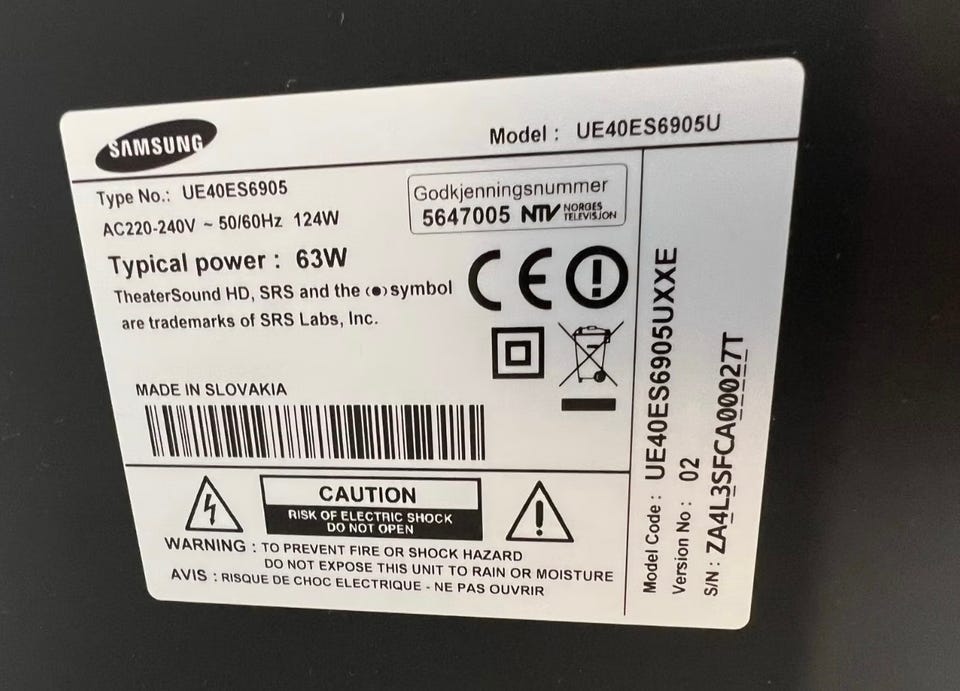 SAMSUNG
Model : UE40ES6905U
Type No.: UE40ES6905
AC220-240V ~ 50/60Hz 124W
Godkjenningsnummer
5647005 NTV NORGES TELEVISJON
Typical power : 63W
TheaterSound HD, SRS and the (●) symbol
are trademarks of SRS Labs, Inc.
CE
MADE IN SLOVAKIA
CAUTION
RISK OF ELECTRIC SHOCK
DO NOT OPEN
WARNING : TO PREVENT FIRE OR SHOCK HAZARD
DO NOT EXPOSE THIS UNIT TO RAIN OR MOISTURE
AVIS : RISQUE DE CHOC ELECTRIQUE - NE PAS OUVRIR
Model Code : UE40ES6905UXXE
Version No : 02
S/N : ZA4L3SFCA00027T